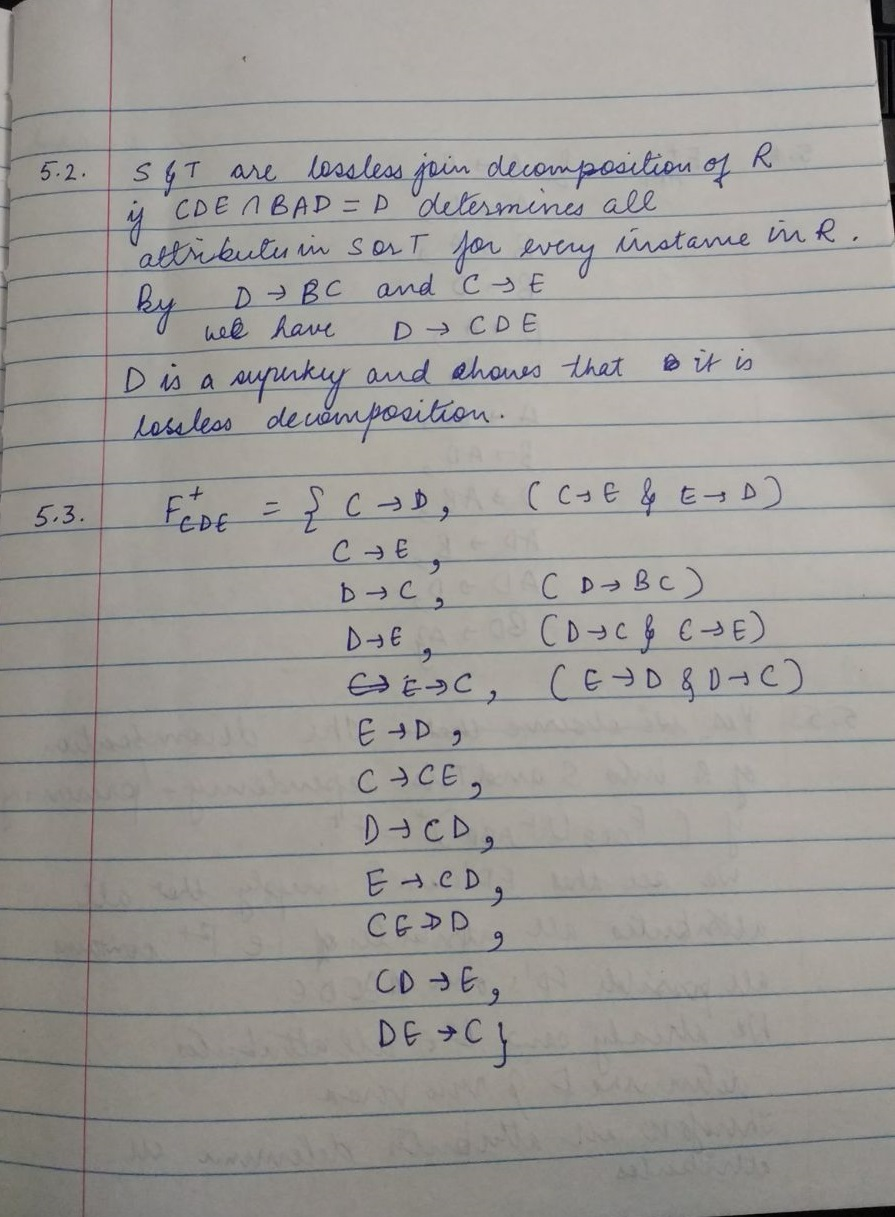 5.2. S & T are lossless join decomposition of R
if CDE ∩ BAD = D determines all
attributes in S or T for every instance in R.
By D → BC and C → E
we have D → CDE
D is a superkey and shows that it is
lossless decomposition.
5.3. F⁺CDE = { C → D, (C → E & E → D)
C → E,
D → C, (D → BC)
D → E, (D → C & C → E)
E → C, (E → D & D → C)
E → D,
C → CE,
D → CD,
E → CD,
CE → D,
CD → E,
DE → C}